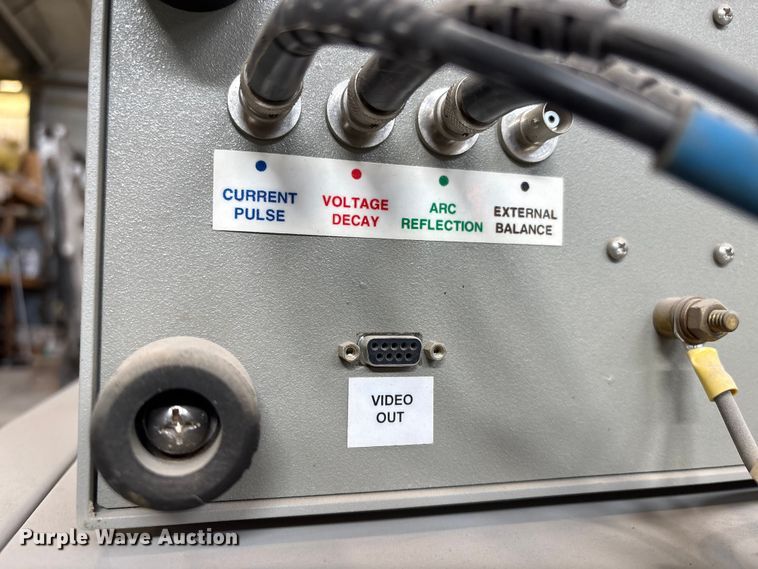 CURRENT
PULSE
VOLTAGE
DECAY
ARC
REFLECTION
EXTERNAL
BALANCE
VIDEO
OUT
Purple Wave Auction